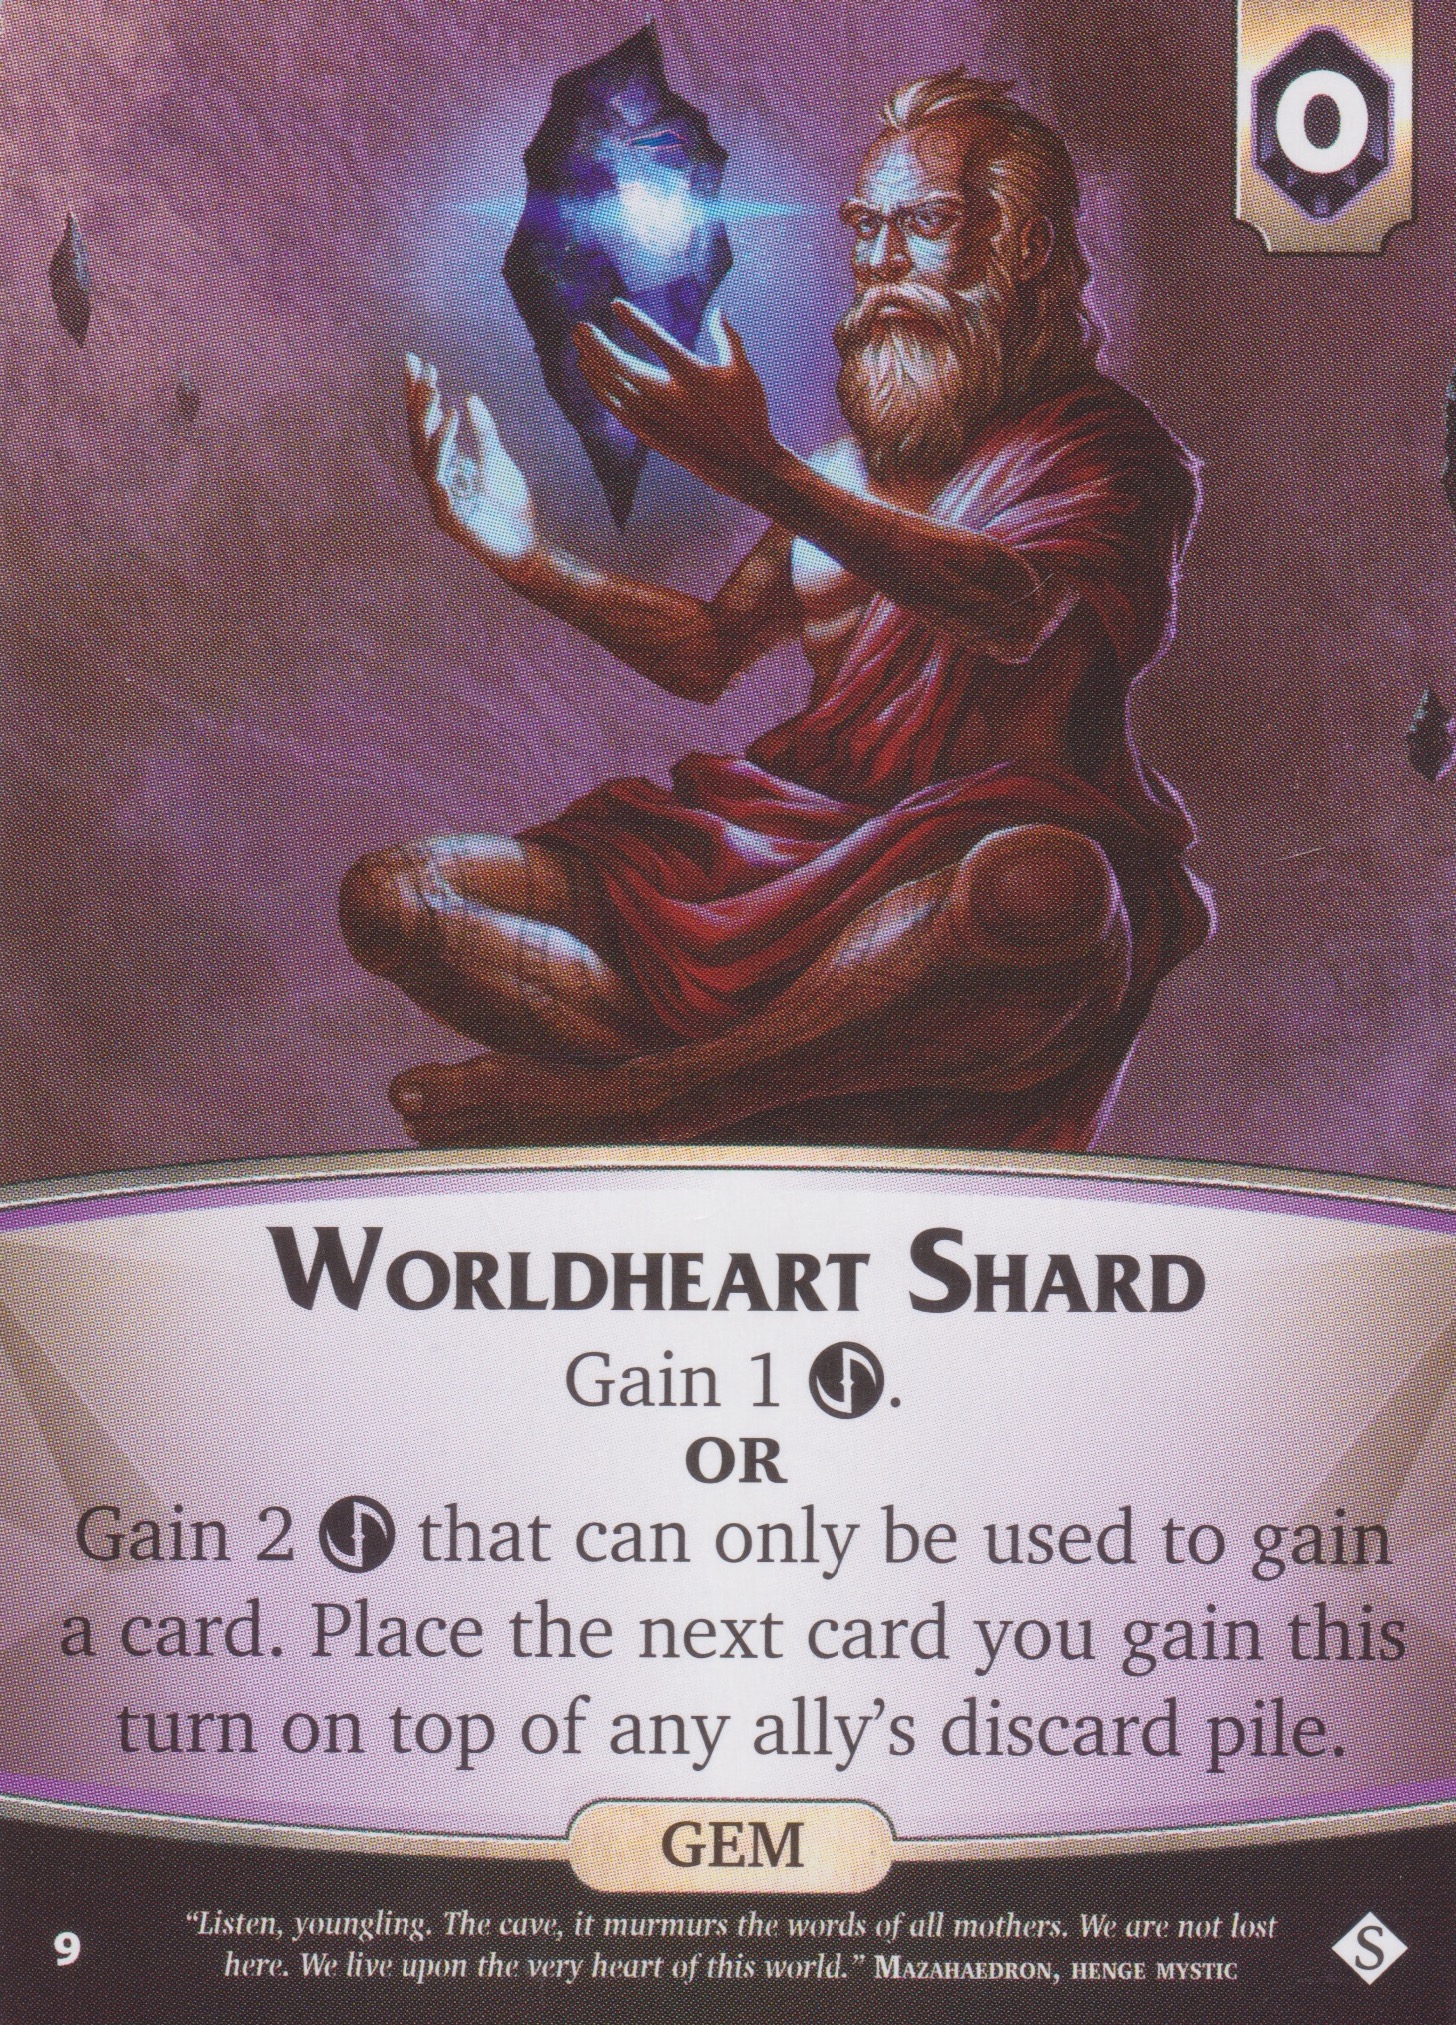 0
WORLDHEART SHARD
Gain 1 .
OR
Gain 2 that can only be used to gain
a card. Place the next card you gain this
turn on top of any ally’s discard pile.
GEM
“Listen, youngling. The cave, it murmurs the words of all mothers. We are not lost
here. We live upon the very heart of this world.” MAZAHAEDRON, HENGE MYSTIC
9
S